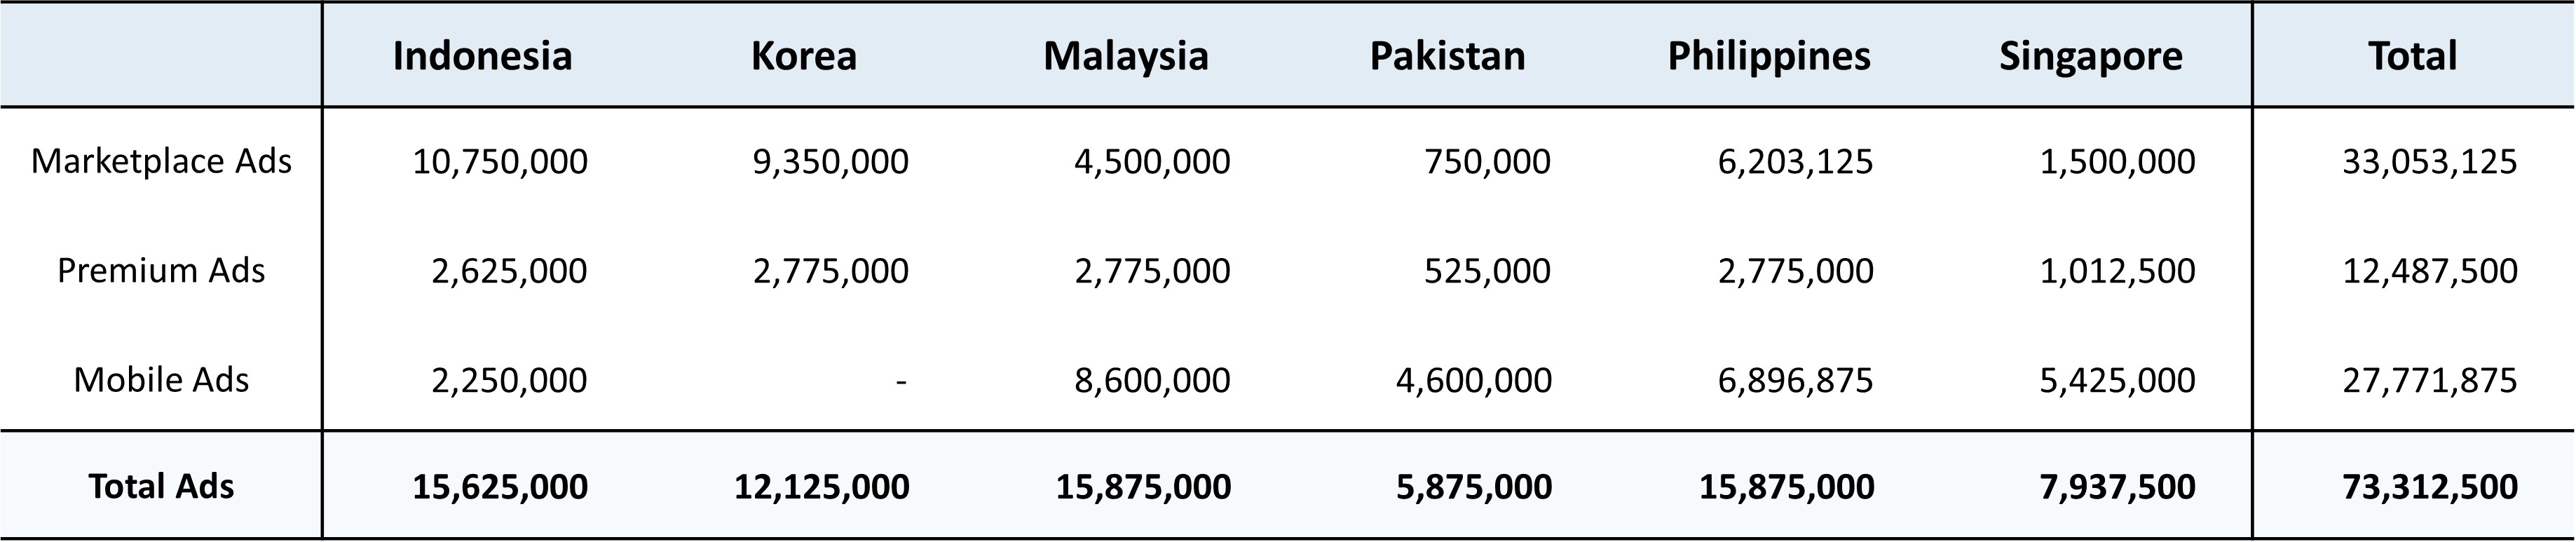 Indonesia Korea Malaysia Pakistan Philippines Singapore Total
Marketplace Ads 10,750,000 9,350,000 4,500,000 750,000 6,203,125 1,500,000 33,053,125
Premium Ads 2,625,000 2,775,000 2,775,000 525,000 2,775,000 1,012,500 12,487,500
Mobile Ads 2,250,000 - 8,600,000 4,600,000 6,896,875 5,425,000 27,771,875
Total Ads 15,625,000 12,125,000 15,875,000 5,875,000 15,875,000 7,937,500 73,312,500